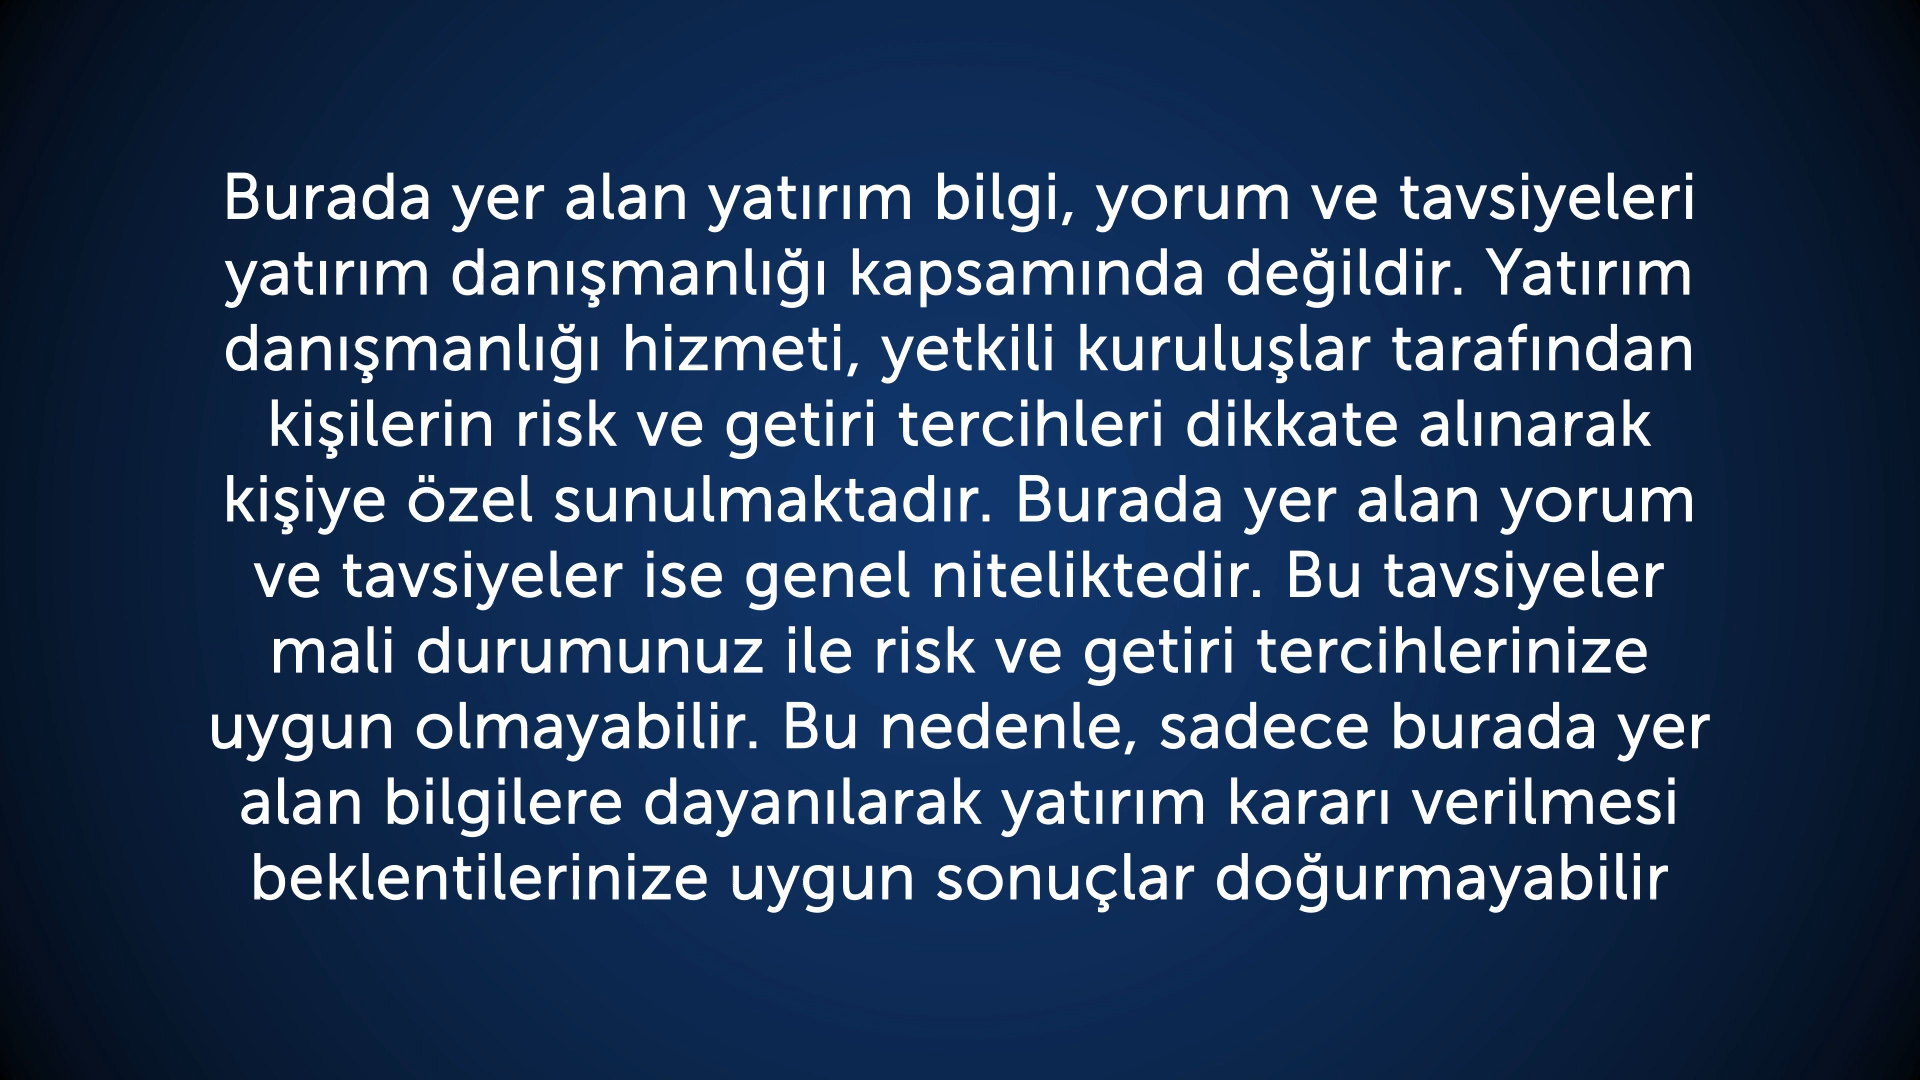 Burada yer alan yatırım bilgi, yorum ve tavsiyeleri
yatırım danışmanlığı kapsamında değildir. Yatırım
danışmanlığı hizmeti, yetkili kuruluşlar tarafından
kişilerin risk ve getiri tercihleri dikkate alınarak
kişiye özel sunulmaktadır. Burada yer alan yorum
ve tavsiyeler ise genel niteliktedir. Bu tavsiyeler
mali durumunuz ile risk ve getiri tercihlerinize
uygun olmayabilir. Bu nedenle, sadece burada yer
alan bilgilere dayanılarak yatırım kararı verilmesi
beklentilerinize uygun sonuçlar doğurmayabilir